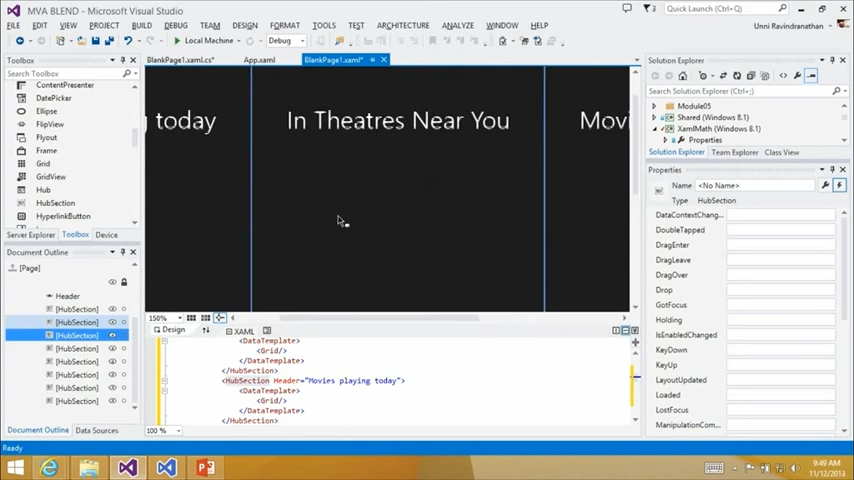 MVA BLEND - Microsoft Visual Studio
3
Quick Launch (Ctrl+Q)
FILE EDIT VIEW PROJECT BUILD DEBUG TEAM DESIGN FORMAT TOOLS TEST ARCHITECTURE ANALYZE WINDOW HELP
Unni Ravindranathan
Local Machine
Debug
Toolbox
Search Toolbox
ContentPresenter
DatePicker
Ellipse
FlipView
Flyout
Frame
Grid
GridView
Hub
HubSection
HyperlinkButton
Server Explorer Toolbox Device
Document Outline
[Page]
Header
[HubSection]
[HubSection]
[HubSection]
[HubSection]
[HubSection]
[HubSection]
[HubSection]
[HubSection]
Document Outline Data Sources
BlankPage1.xaml.cs* App.xaml BlankPage1.xaml*
g today
In Theatres Near You
Movi
150%
Design XAML
<DataTemplate>
<Grid/>
</DataTemplate>
</HubSection>
<HubSection Header="Movies playing today">
<DataTemplate>
<Grid/>
</DataTemplate>
</HubSection>
100 %
Solution Explorer
Search Solution Explorer (Ctrl+;)
Module05
Shared (Windows 8.1)
XamlMath (Windows 8.1)
Properties
Solution Explorer Team Explorer Class View
Properties
Name <No Name>
Type HubSection
DataContextChang...
DoubleTapped
DragEnter
DragLeave
DragOver
Drop
GotFocus
Holding
IsEnabledChanged
KeyDown
KeyUp
LayoutUpdated
Loaded
LostFocus
ManipulationCom...
Ready
9:49 AM
11/12/2013